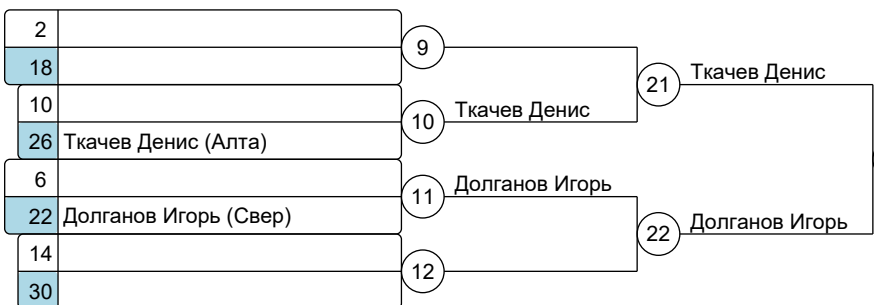 2
9
18
Ткачев Денис
21
10
Ткачев Денис
10
26 Ткачев Денис (Алта)
6
Долганов Игорь
11
22 Долганов Игорь (Свер)
Долганов Игорь
22
14
12
30